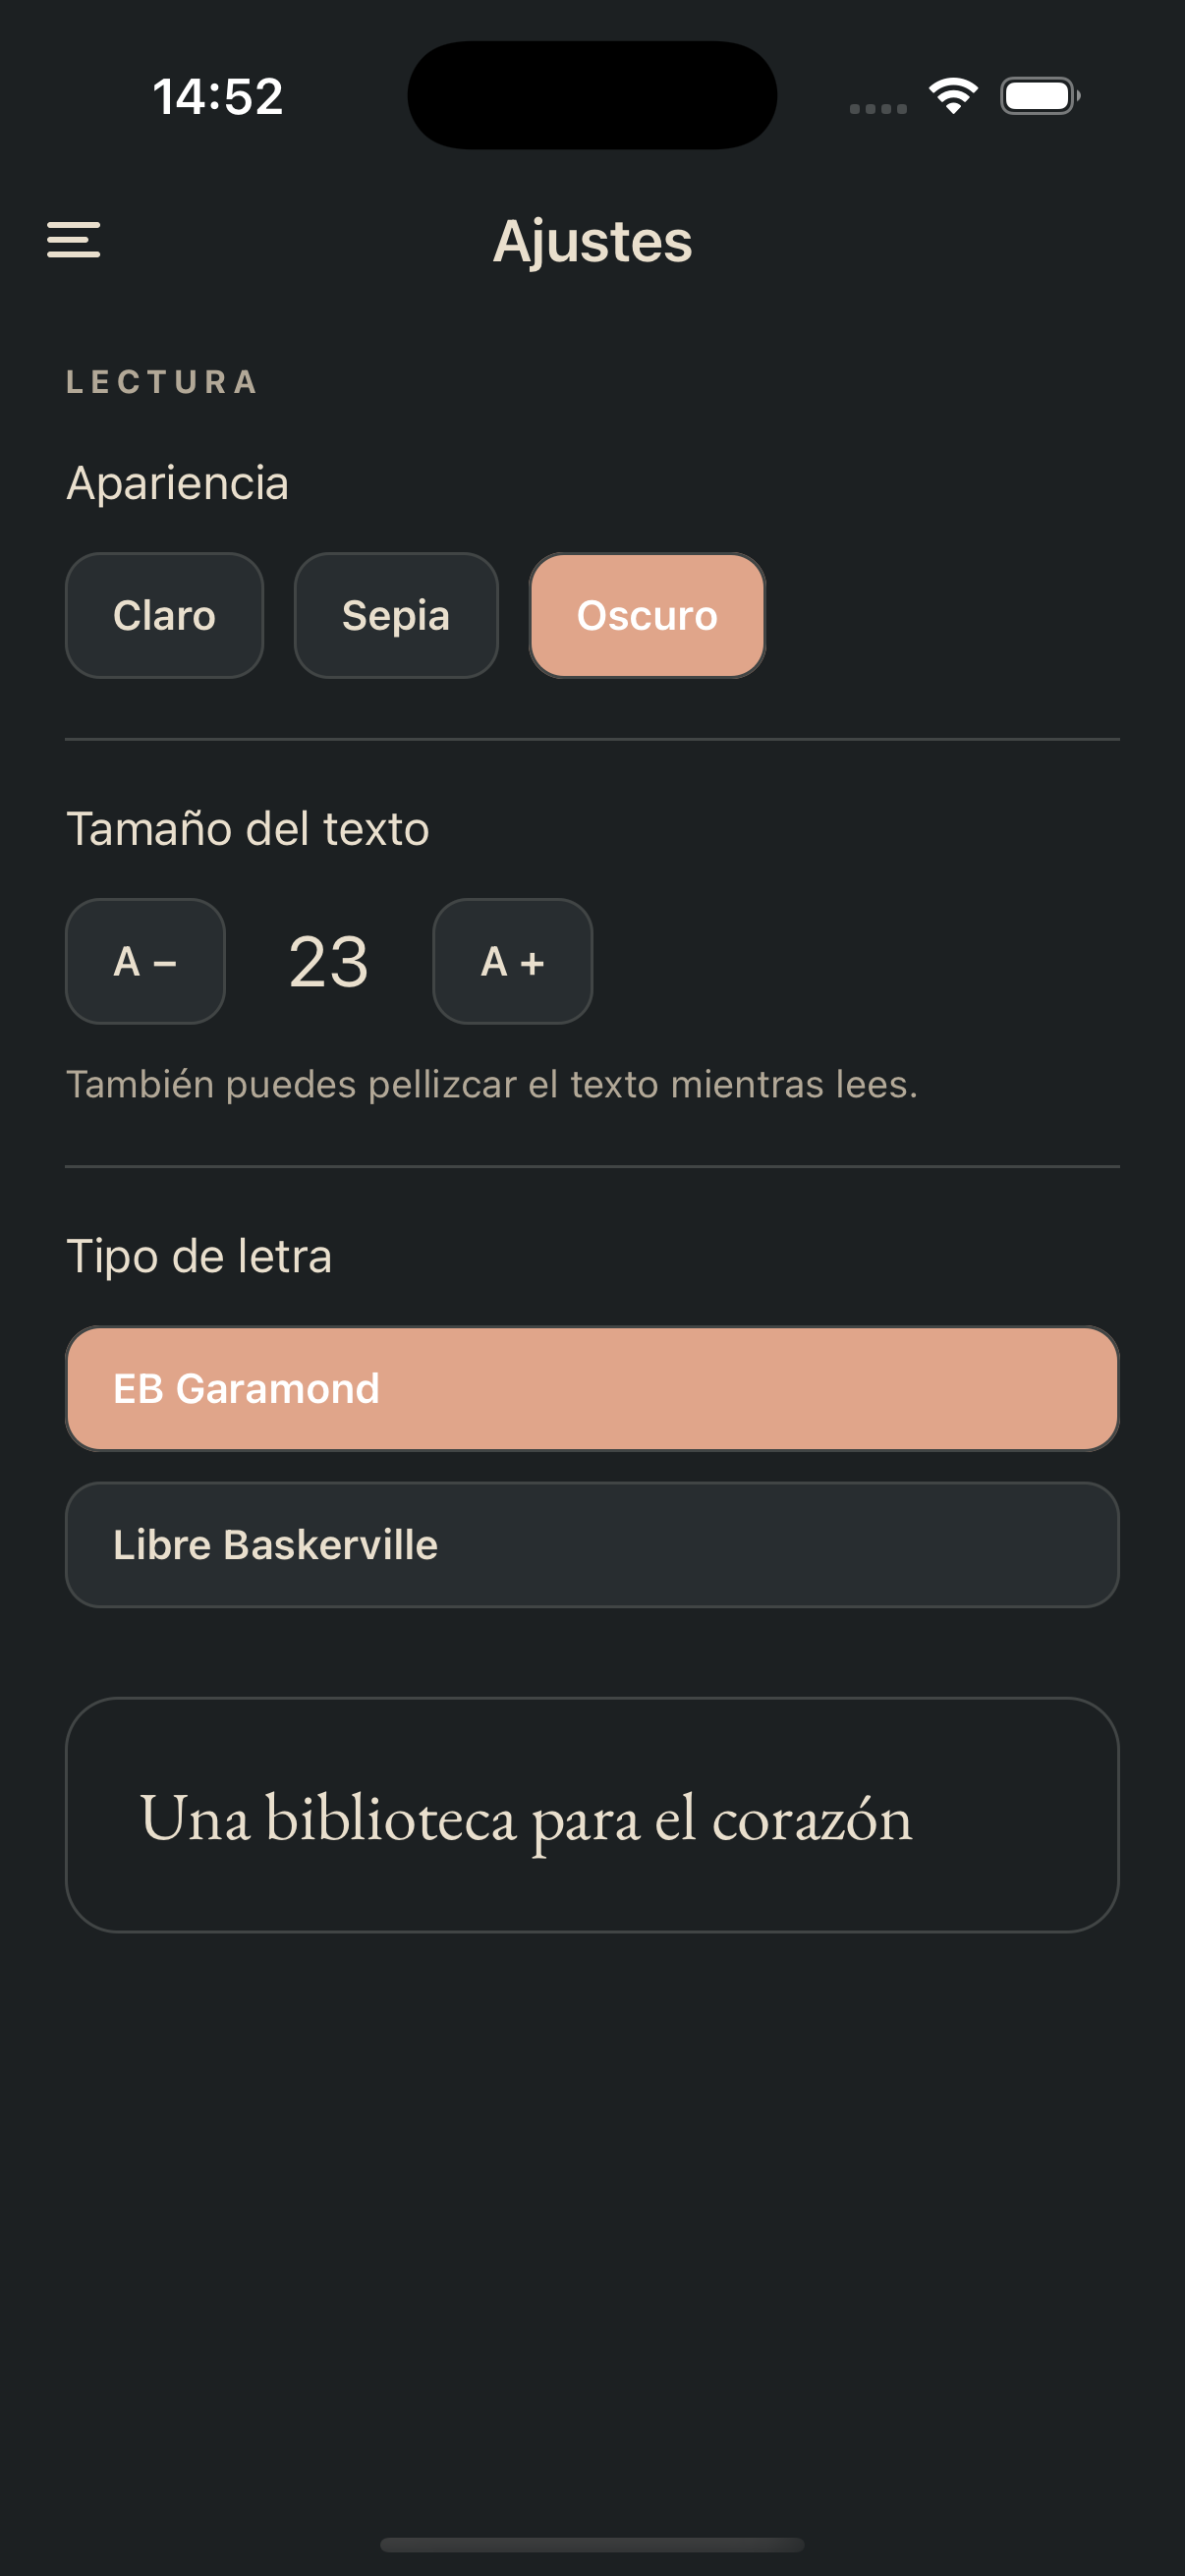 14:52
Ajustes
LECTURA
Apariencia
Claro Sepia Oscuro
Tamaño del texto
A – 23 A +
También puedes pellizcar el texto mientras lees.
Tipo de letra
EB Garamond
Libre Baskerville
Una biblioteca para el corazón